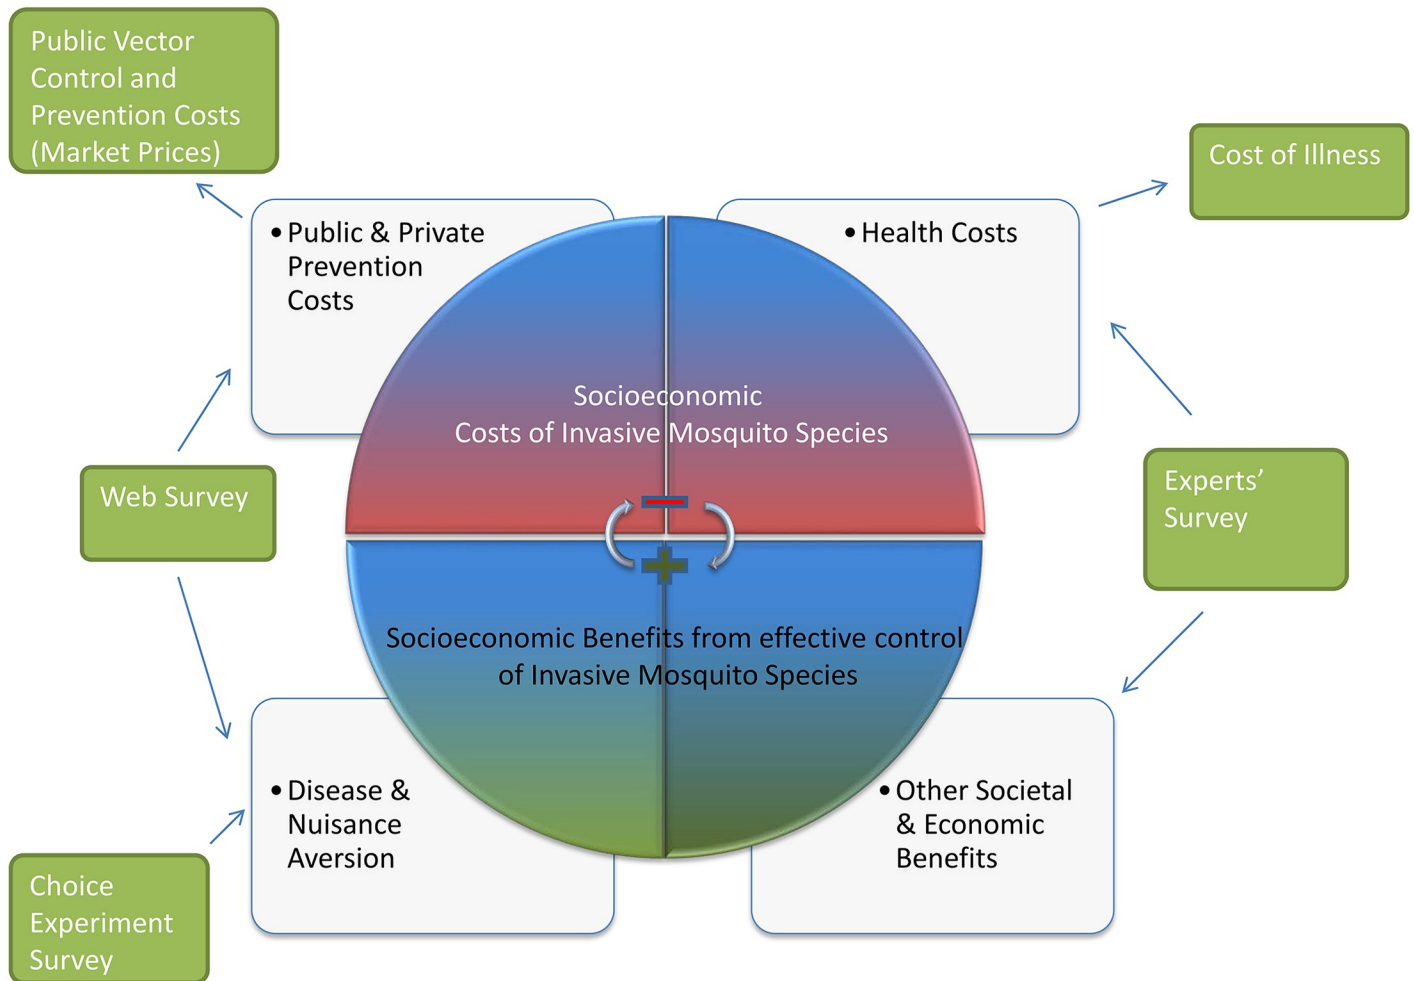 Public Vector
Control and
Prevention Costs
(Market Prices)
Cost of Illness
• Public & Private
Prevention
Costs
• Health Costs
Socioeconomic
Costs of Invasive Mosquito Species
Web Survey
Experts’
Survey
Socioeconomic Benefits from effective control
of Invasive Mosquito Species
• Disease &
Nuisance
Aversion
• Other Societal
& Economic
Benefits
Choice
Experiment
Survey